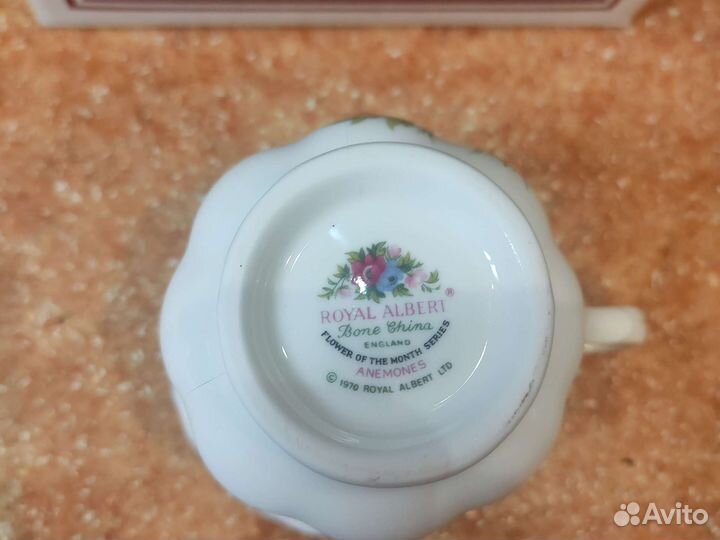 ROYAL ALBERT®
Bone China
ENGLAND
FLOWER OF THE MONTH SERIES
ANEMONES
© 1970 ROYAL ALBERT LTD
Avito